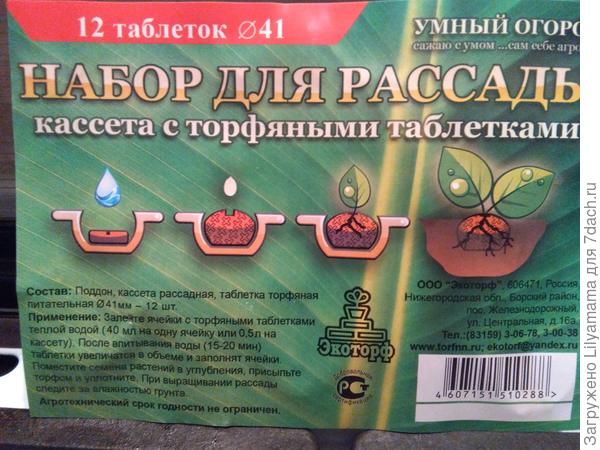 12 таблеток ∅41
УМНЫЙ ОГОРО
сажаю с умом ...сам себе агро
НАБОР ДЛЯ РАССАДЫ
кассета с торфяными таблетками
Состав: Поддон, кассета рассадная, таблетка торфяная
питательная ∅41мм – 12 шт.
Применение: Залейте ячейки с торфяными таблетками
теплой водой (40 мл на одну ячейку или 0,5л на
кассету). После впитывания воды (15-20 мин)
таблетки увеличатся в объеме и заполнят ячейки.
Поместите семена растений в углубления, присыпьте
торфом и уплотните. При выращивании рассады
следите за влажностью грунта.
Агротехнический срок годности не ограничен.
Экоторф
Добровольная
РСТ
сертификация
ООО "Экоторф", 606471, Россия
Нижегородская обл., Борский район,
пос. Железнодорожный,
ул. Центральная, д.16а,
Тел.:(83159) 3-06-78, 3-00-38
www.torfnn.ru; ekotorf@yandex.ru
4 607151 510288 >
Загружено Lilyamama для 7dach.ru